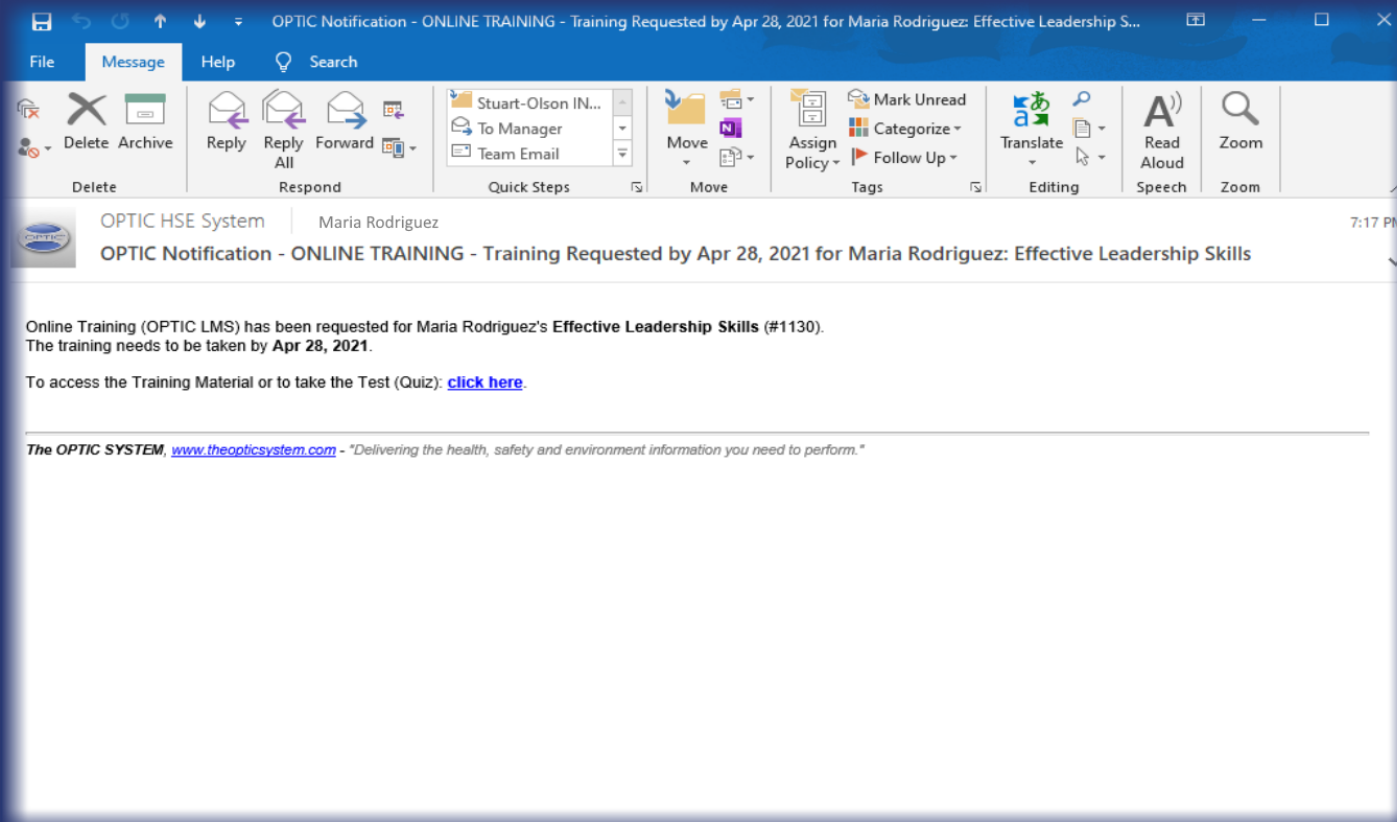 OPTIC Notification - ONLINE TRAINING - Training Requested by Apr 28, 2021 for Maria Rodriguez: Effective Leadership S...
File Message Help Search
Delete Archive
Reply Reply All Forward
Stuart-Olson IN...
To Manager
Team Email
Move
Assign Policy
Mark Unread
Categorize
Follow Up
Translate
Read Aloud
Zoom
Delete Respond Quick Steps Move Tags Editing Speech Zoom
OPTIC
OPTIC HSE System Maria Rodriguez
7:17 PM
OPTIC Notification - ONLINE TRAINING - Training Requested by Apr 28, 2021 for Maria Rodriguez: Effective Leadership Skills
Online Training (OPTIC LMS) has been requested for Maria Rodriguez's Effective Leadership Skills (#1130).
The training needs to be taken by Apr 28, 2021.
To access the Training Material or to take the Test (Quiz): click here.
The OPTIC SYSTEM, www.theopticsystem.com - "Delivering the health, safety and environment information you need to perform."